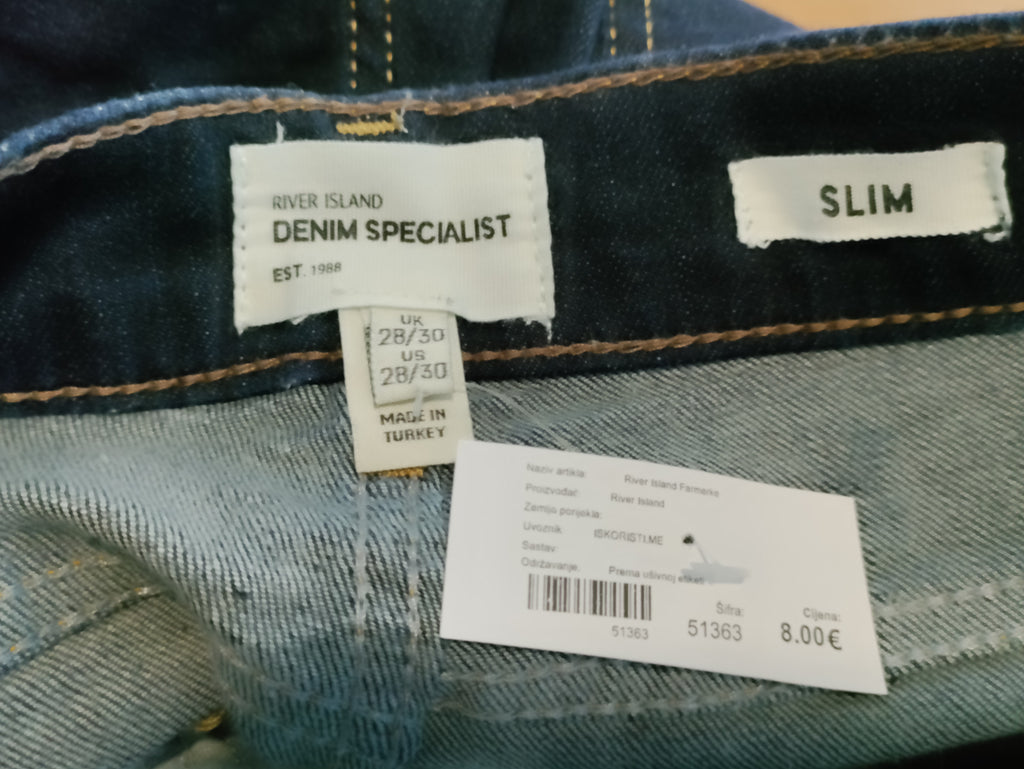 RIVER ISLAND
DENIM SPECIALIST
EST. 1988
SLIM
UK
28/30
US
28/30
MADE IN
TURKEY
Naziv artikla: River Island Farmerke
Proizvođač: River Island
Zemlja porijekla:
Uvoznik: ISKORISTI.ME
Sastav:
Održavanje: Prema ušivnoj etiketi
51363
Šifra:
51363
Cijena:
8.00€